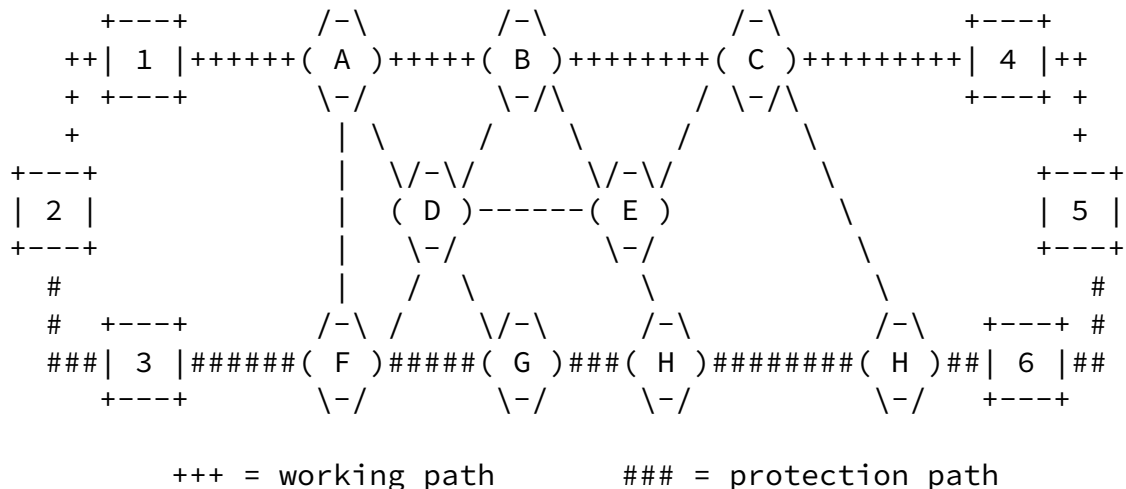 1 A B C 4
2 D E 5
3 F G H H 6
+++ = working path ### = protection path